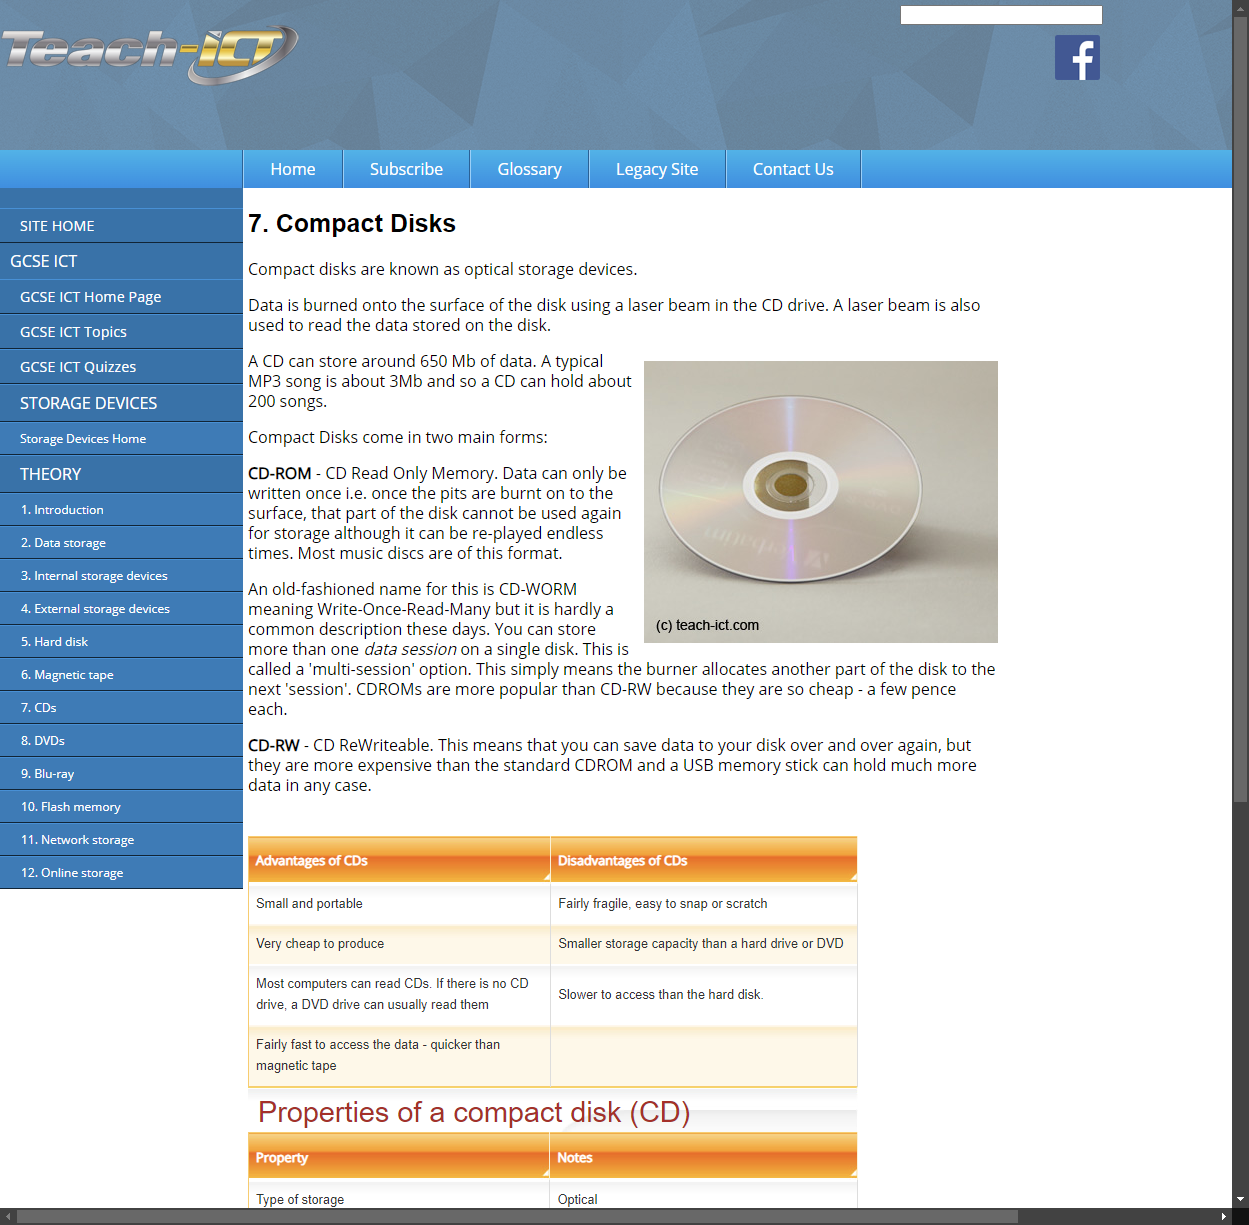 Teach-ICT
Home
Subscribe
Glossary
Legacy Site
Contact Us
SITE HOME
GCSE ICT
GCSE ICT Home Page
GCSE ICT Topics
GCSE ICT Quizzes
STORAGE DEVICES
Storage Devices Home
THEORY
1. Introduction
2. Data storage
3. Internal storage devices
4. External storage devices
5. Hard disk
6. Magnetic tape
7. CDs
8. DVDs
9. Blu-ray
10. Flash memory
11. Network storage
12. Online storage
7. Compact Disks
Compact disks are known as optical storage devices.
Data is burned onto the surface of the disk using a laser beam in the CD drive. A laser beam is also
used to read the data stored on the disk.
A CD can store around 650 Mb of data. A typical
MP3 song is about 3Mb and so a CD can hold about
200 songs.
Compact Disks come in two main forms:
CD-ROM - CD Read Only Memory. Data can only be
written once i.e. once the pits are burnt on to the
surface, that part of the disk cannot be used again
for storage although it can be re-played endless
times. Most music discs are of this format.
An old-fashioned name for this is CD-WORM
meaning Write-Once-Read-Many but it is hardly a
common description these days. You can store
more than one data session on a single disk. This is
called a 'multi-session' option. This simply means the burner allocates another part of the disk to the
next 'session'. CDROMs are more popular than CD-RW because they are so cheap - a few pence
each.
(c) teach-ict.com
CD-RW - CD ReWriteable. This means that you can save data to your disk over and over again, but
they are more expensive than the standard CDROM and a USB memory stick can hold much more
data in any case.
Advantages of CDs
Disadvantages of CDs
Small and portable
Fairly fragile, easy to snap or scratch
Very cheap to produce
Smaller storage capacity than a hard drive or DVD
Most computers can read CDs. If there is no CD
drive, a DVD drive can usually read them
Slower to access than the hard disk.
Fairly fast to access the data - quicker than
magnetic tape
Properties of a compact disk (CD)
Property
Notes
Type of storage
Optical